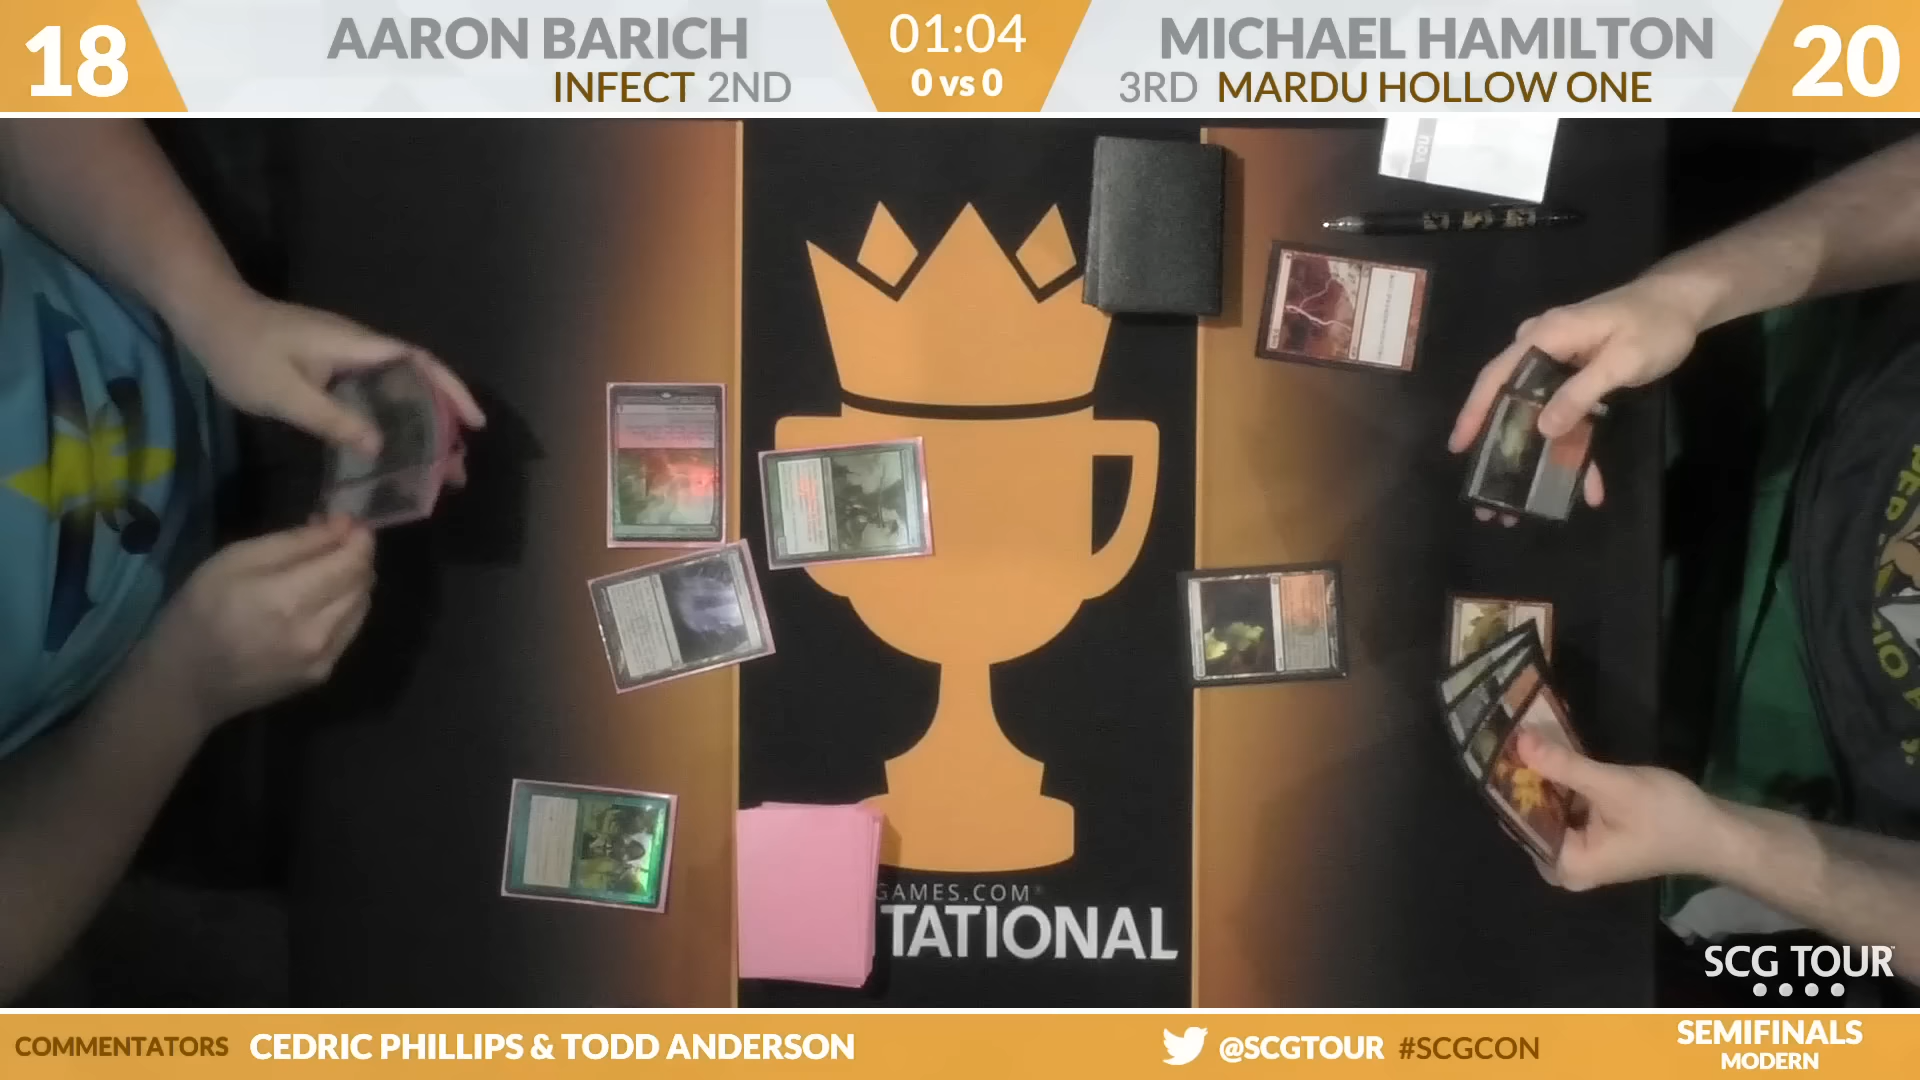 18
AARON BARICH
INFECT 2ND
01:04
0 vs 0
MICHAEL HAMILTON
3RD MARDU HOLLOW ONE
20
YOU
GAMES.COM
TATIONAL
SCG TOUR
COMMENTATORS CEDRIC PHILLIPS & TODD ANDERSON
@SCGTOUR #SCGCON
SEMIFINALS
MODERN